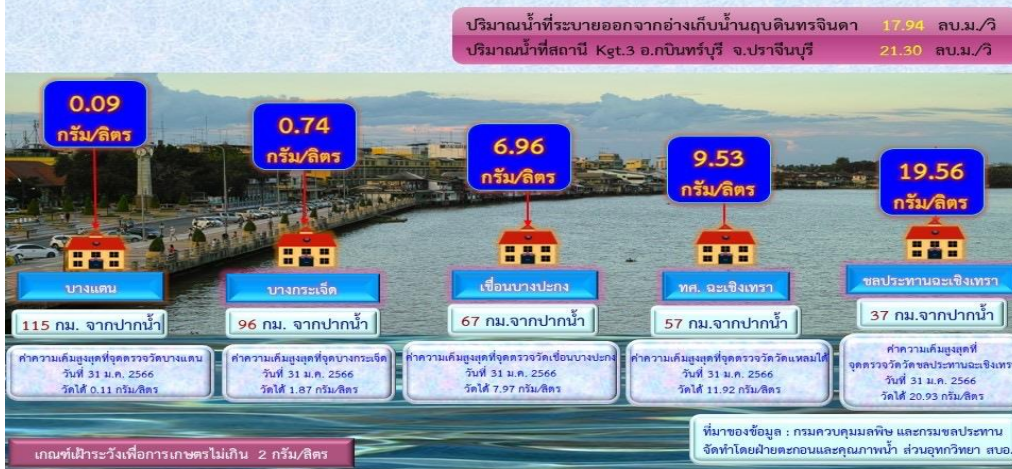 ปริมาณน้ำที่ระบายออกจากอ่างเก็บน้ำนฤบดินทรจินดา 17.94 ลบ.ม./วิ
ปริมาณน้ำที่สถานี Kgt.3 อ.กบินทร์บุรี จ.ปราจีนบุรี 21.30 ลบ.ม./วิ
0.09
กรัม/ลิตร
0.74
กรัม/ลิตร
6.96
กรัม/ลิตร
9.53
กรัม/ลิตร
19.56
กรัม/ลิตร
บางแตน
บางกระเจ็ด
เขื่อนบางปะกง
ทศ. ฉะเชิงเทรา
ชลประทานฉะเชิงเทรา
115 กม. จากปากน้ำ
96 กม. จากปากน้ำ
67 กม.จากปากน้ำ
57 กม.จากปากน้ำ
37 กม.จากปากน้ำ
ค่าความเค็มสูงสุดที่จุดตรวจวัดบางแตน
วันที่ 31 ม.ค. 2566
วัดได้ 0.11 กรัม/ลิตร
ค่าความเค็มสูงสุดที่จุดบางกระเจ็ด
วันที่ 31 ม.ค. 2566
วัดได้ 1.87 กรัม/ลิตร
ค่าความเค็มสูงสุดที่จุดตรวจวัดเขื่อนบางปะกง
วันที่ 31 ม.ค. 2566
วัดได้ 7.97 กรัม/ลิตร
ค่าความเค็มสูงสุดที่จุดตรวจวัดวัดแหลมใต้
วันที่ 31 ม.ค. 2566
วัดได้ 11.92 กรัม/ลิตร
ค่าความเค็มสูงสุดที่
จุดตรวจวัดวัดชลประทานฉะเชิงเทรา
วันที่ 31 ม.ค. 2566
วัดได้ 20.93 กรัม/ลิตร
เกณฑ์เฝ้าระวังเพื่อการเกษตรไม่เกิน 2 กรัม/ลิตร
ที่มาของข้อมูล : กรมควบคุมมลพิษ และกรมชลประทาน
จัดทำโดยฝ่ายตะกอนและคุณภาพน้ำ ส่วนอุทกวิทยา สบอ.